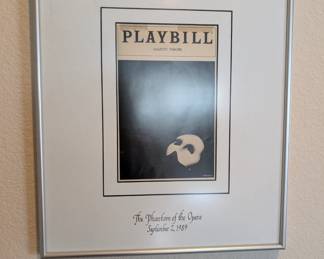 PLAYBILL
MAJESTIC THEATRE
The Phantom of the Opera
September 2, 1989